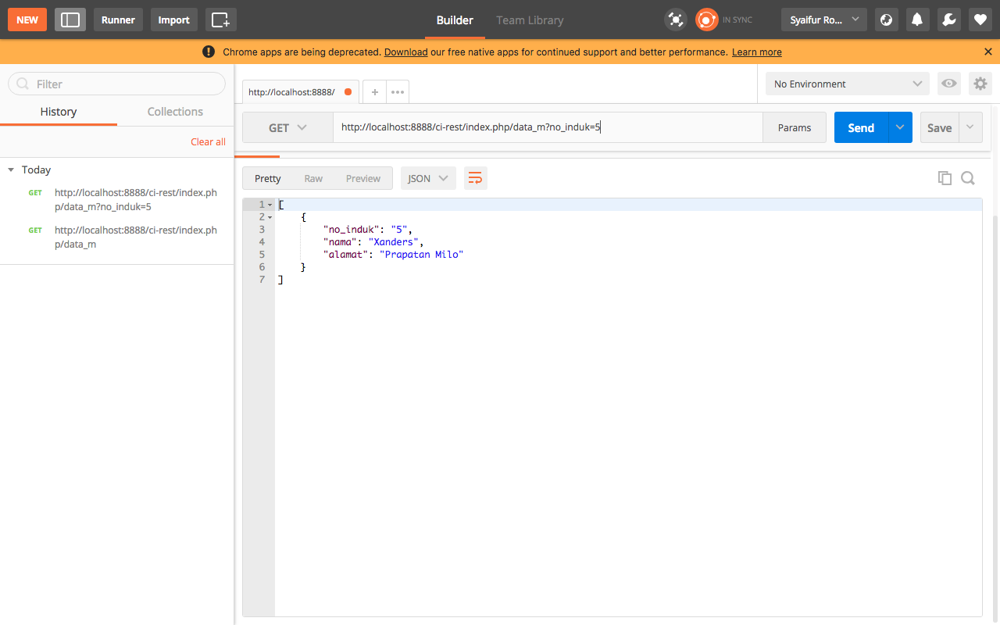 NEW Runner Import Builder Team Library IN SYNC Syaifur Ro...
Chrome apps are being deprecated. Download our free native apps for continued support and better performance. Learn more
Filter
History Collections
Clear all
Today
GET http://localhost:8888/ci-rest/index.ph
p/data_m?no_induk=5
GET http://localhost:8888/ci-rest/index.ph
p/data_m
http://localhost:8888/ + ••• No Environment
GET http://localhost:8888/ci-rest/index.php/data_m?no_induk=5 Params Send Save
Pretty Raw Preview JSON
1 [
2 {
3 "no_induk": "5",
4 "nama": "Xanders",
5 "alamat": "Prapatan Milo"
6 }
7 ]